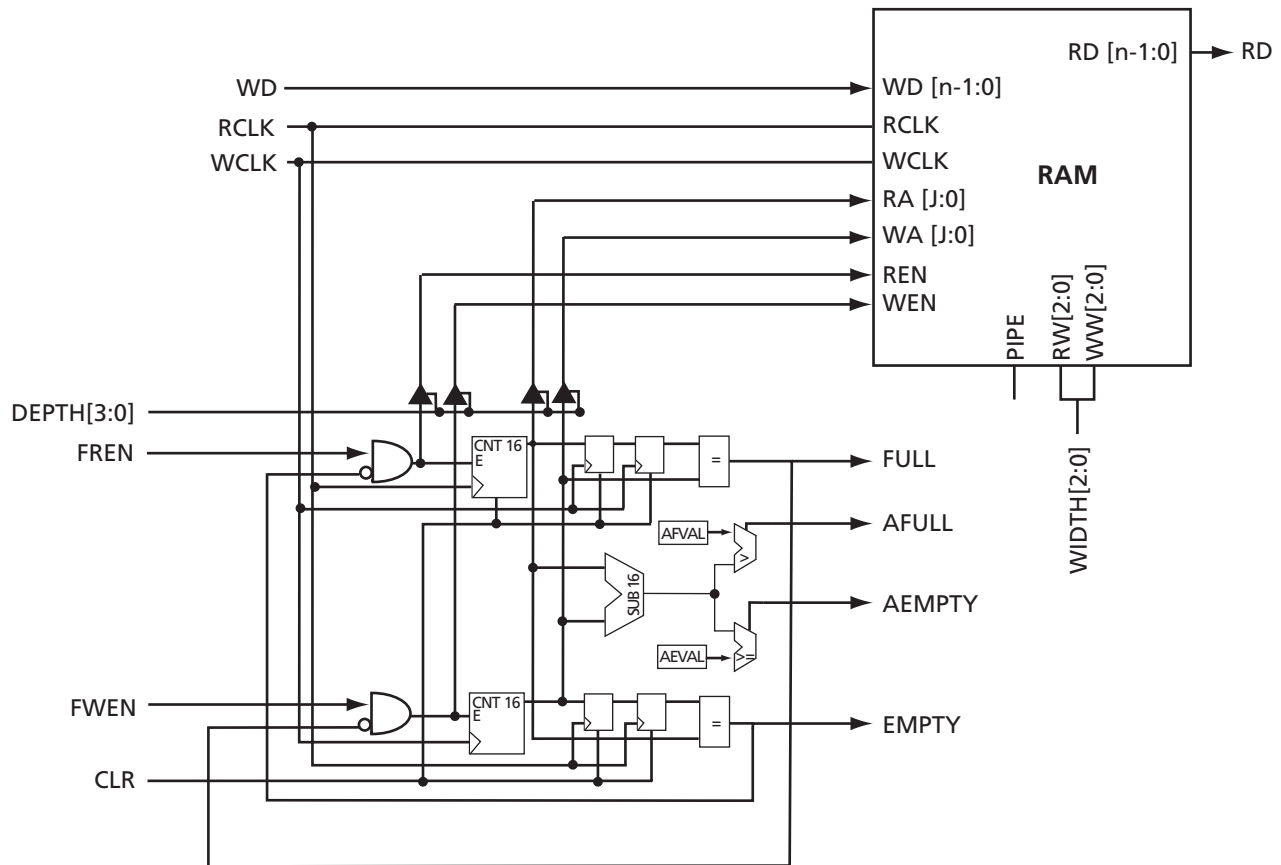 RD [n-1:0]
RD
WD
WD [n-1:0]
RCLK
RCLK
WCLK
WCLK
RAM
RA [J:0]
WA [J:0]
REN
WEN
PIPE
RW[2:0]
WW[2:0]
WIDTH[2:0]
DEPTH[3:0]
FREN
CNT 16
E
=
FULL
AFVAL
>
AFULL
SUB 16
AEMPTY
AEVAL
>=
FWEN
CNT 16
E
=
EMPTY
CLR